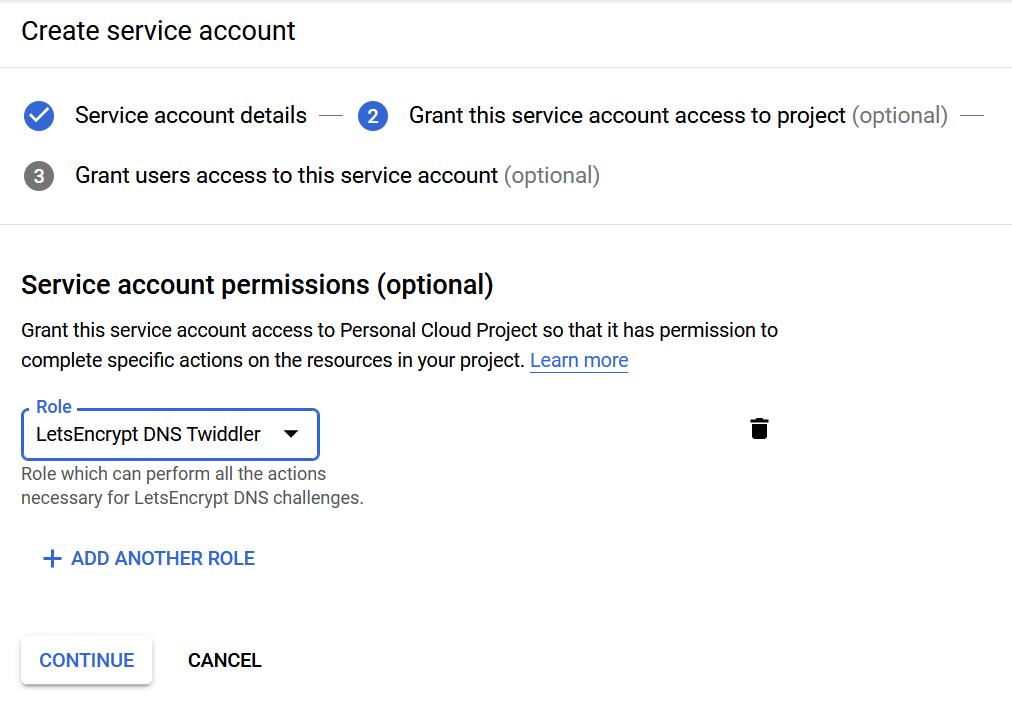 Create service account
Service account details
2 Grant this service account access to project (optional)
3 Grant users access to this service account (optional)
Service account permissions (optional)
Grant this service account access to Personal Cloud Project so that it has permission to
complete specific actions on the resources in your project. Learn more
Role
LetsEncrypt DNS Twiddler
Role which can perform all the actions
necessary for LetsEncrypt DNS challenges.
ADD ANOTHER ROLE
CONTINUE CANCEL